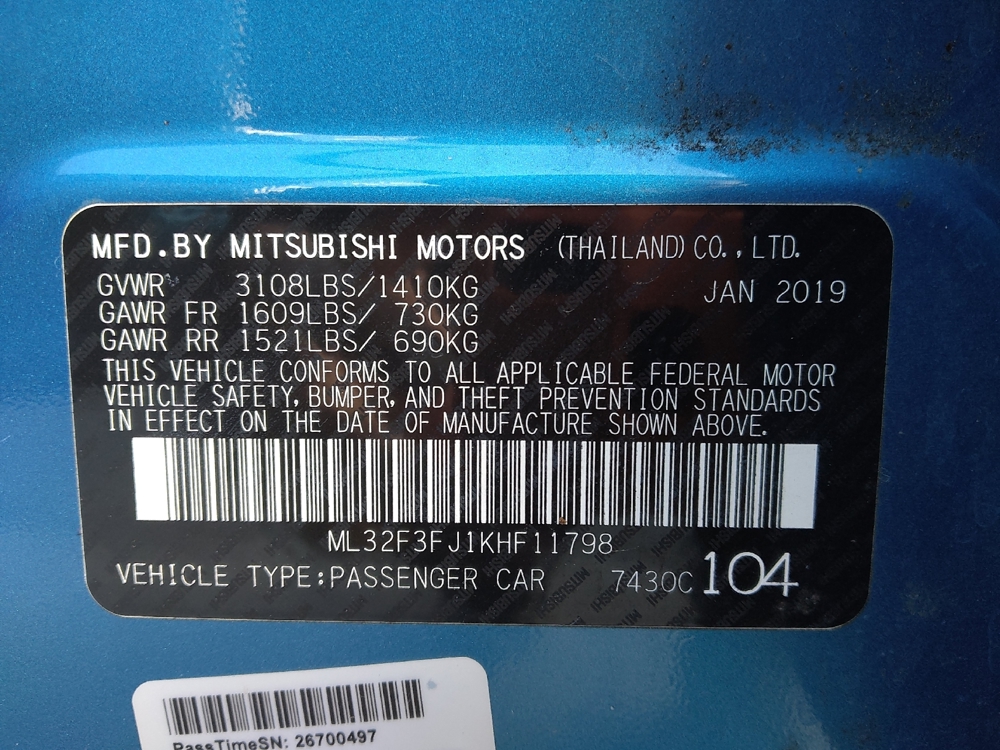 MFD.BY MITSUBISHI MOTORS (THAILAND) CO., LTD.
GVWR 3108LBS/1410KG JAN 2019
GAWR FR 1609LBS/ 730KG
GAWR RR 1521LBS/ 690KG
THIS VEHICLE CONFORMS TO ALL APPLICABLE FEDERAL MOTOR
VEHICLE SAFETY, BUMPER, AND THEFT PREVENTION STANDARDS
IN EFFECT ON THE DATE OF MANUFACTURE SHOWN ABOVE.
ML32F3FJ1KHF11798
VEHICLE TYPE:PASSENGER CAR 7430C 104
PassTimeSN: 26700497